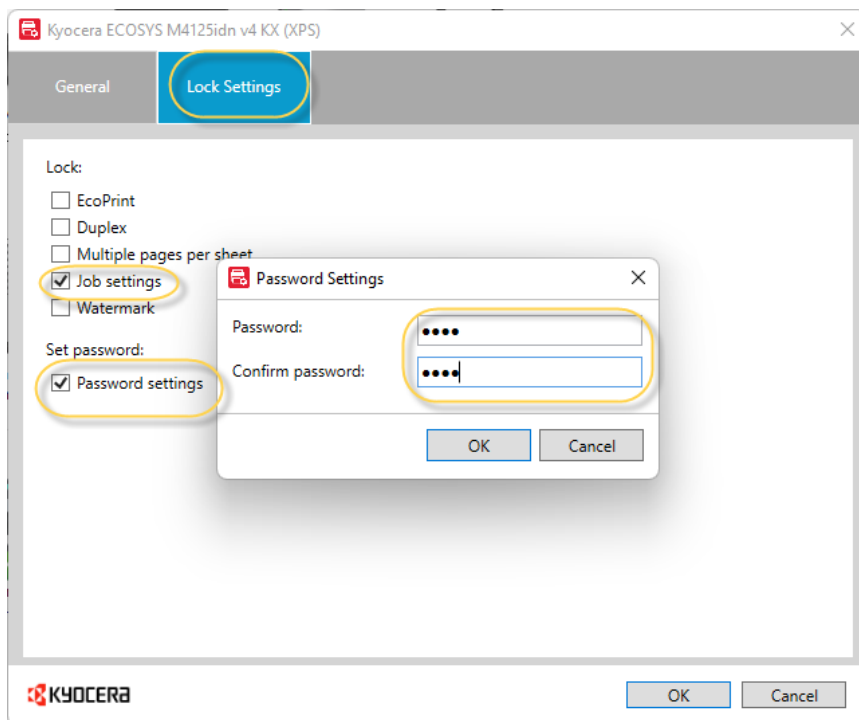 Kyocera ECOSYS M4125idn v4 KX (XPS)
General
Lock Settings
Lock:
EcoPrint
Duplex
Multiple pages per sheet
Job settings
Watermark
Set password:
Password settings
Password Settings
Password:
••••
Confirm password:
••••
OK Cancel
KYOCERA
OK Cancel